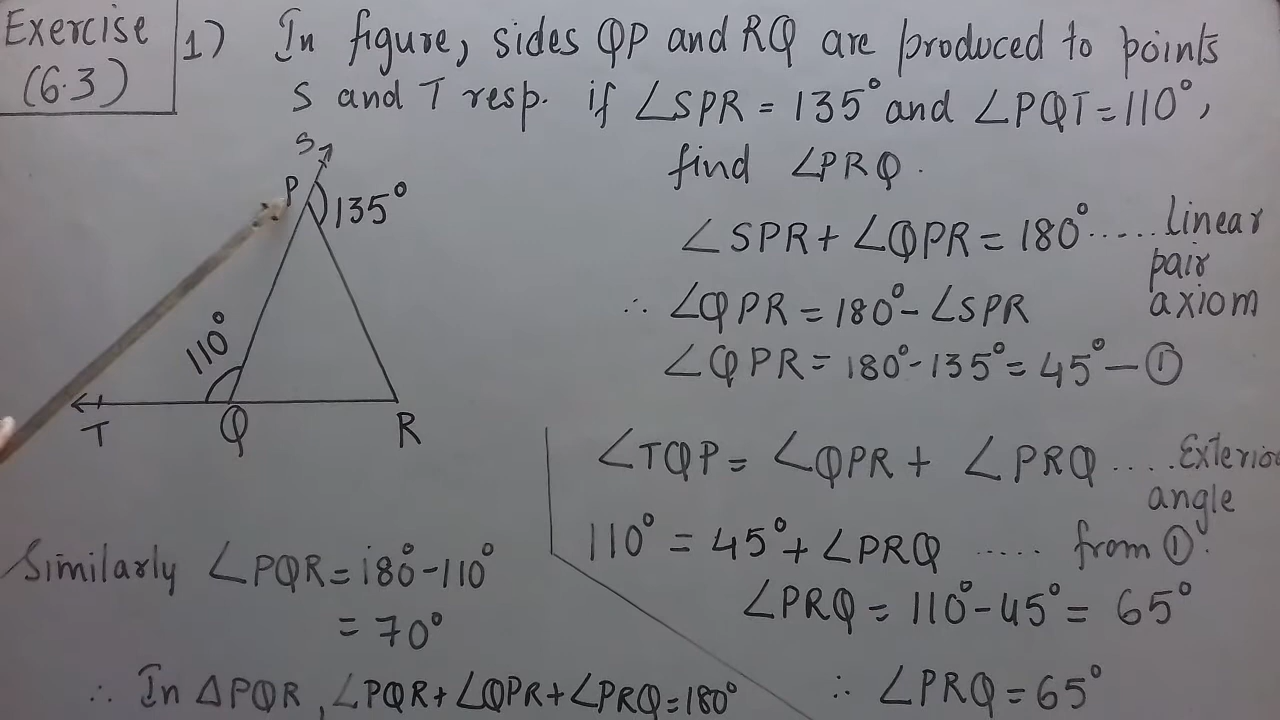 Exercise
(6.3)
1) In figure, sides QP and RQ are produced to points
S and T resp. if ∠SPR = 135° and ∠PQT = 110°,
find ∠PRQ.
S
P
135°
110°
T
Q
R
∠SPR + ∠QPR = 180° ..... linear
pair
axiom
∴ ∠QPR = 180° - ∠SPR
∠QPR = 180° - 135° = 45° — ①
∠TQP = ∠QPR + ∠PRQ .... Exterior
angle
110° = 45° + ∠PRQ ..... from ①.
∠PRQ = 110° - 45° = 65°
∴ ∠PRQ = 65°
Similarly ∠PQR = 180° - 110°
= 70°
∴ In △PQR, ∠PQR + ∠QPR + ∠PRQ = 180°